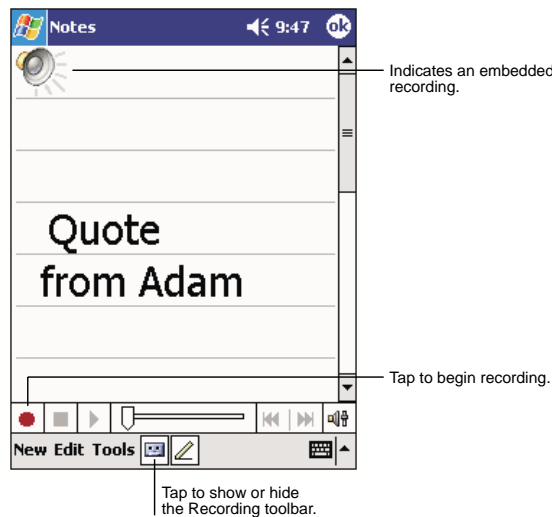 Notes 9:47 ok
Indicates an embedded
recording.
Quote
from Adam
Tap to begin recording.
New Edit Tools
Tap to show or hide
the Recording toolbar.